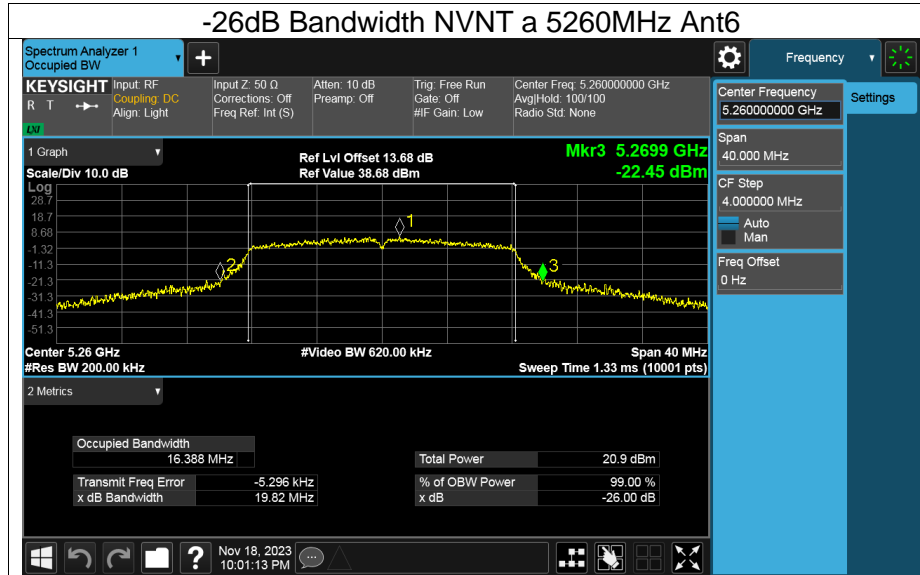 -26dB Bandwidth NVNT a 5260MHz Ant6
Spectrum Analyzer 1
Occupied BW
+
Frequency
KEYSIGHT
R T
LXI
Input: RF
Coupling: DC
Align: Light
Input Z: 50 Ω
Corrections: Off
Freq Ref: Int (S)
Atten: 10 dB
Preamp: Off
Trig: Free Run
Gate: Off
#IF Gain: Low
Center Freq: 5.260000000 GHz
Avg|Hold: 100/100
Radio Std: None
Center Frequency
5.260000000 GHz
Settings
Span
40.000 MHz
CF Step
4.000000 MHz
Auto
Man
Freq Offset
0 Hz
1 Graph
Scale/Div 10.0 dB
Ref Lvl Offset 13.68 dB
Ref Value 38.68 dBm
Mkr3 5.2699 GHz
-22.45 dBm
Log
28.7
18.7
8.68
-1.32
-11.3
-21.3
-31.3
-41.3
-51.3
1
2
3
Center 5.26 GHz
#Video BW 620.00 kHz
Span 40 MHz
#Res BW 200.00 kHz
Sweep Time 1.33 ms (10001 pts)
2 Metrics
Occupied Bandwidth
16.388 MHz
Total Power 20.9 dBm
Transmit Freq Error -5.296 kHz
% of OBW Power 99.00 %
x dB Bandwidth 19.82 MHz
x dB -26.00 dB
?
Nov 18, 2023
10:01:13 PM